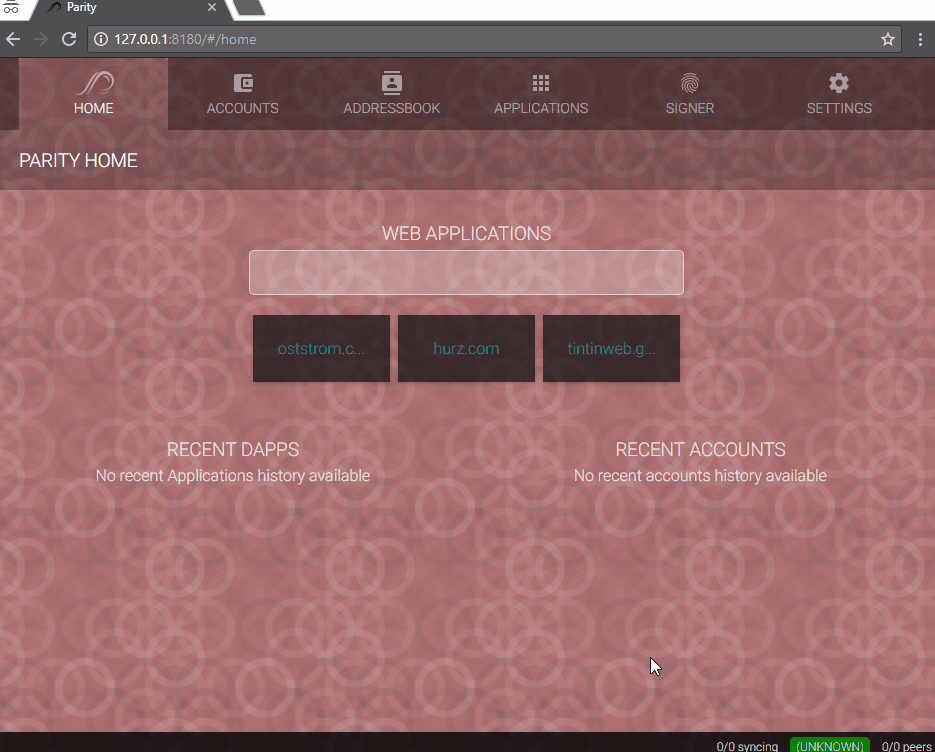 Parity
127.0.0.1:8180/#/home
HOME
ACCOUNTS
ADDRESSBOOK
APPLICATIONS
SIGNER
SETTINGS
PARITY HOME
WEB APPLICATIONS
oststrom.c...
hurz.com
tintinweb.g...
RECENT DAPPS
RECENT ACCOUNTS
No recent Applications history available
No recent accounts history available
0/0 syncing
(UNKNOWN)
0/0 peers